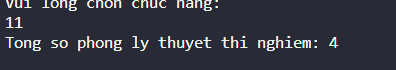 vui long chon chuc nang:
11
Tong so phong ly thuyet thi nghiem: 4